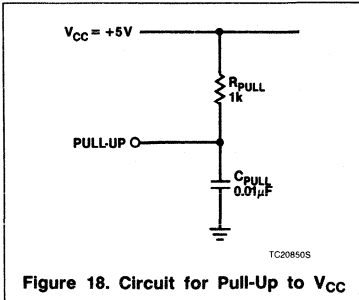 V_CC = +5V
R_PULL
1k
PULL-UP
C_PULL
0.01µF
TC20850S
Figure 18. Circuit for Pull-Up to V_CC